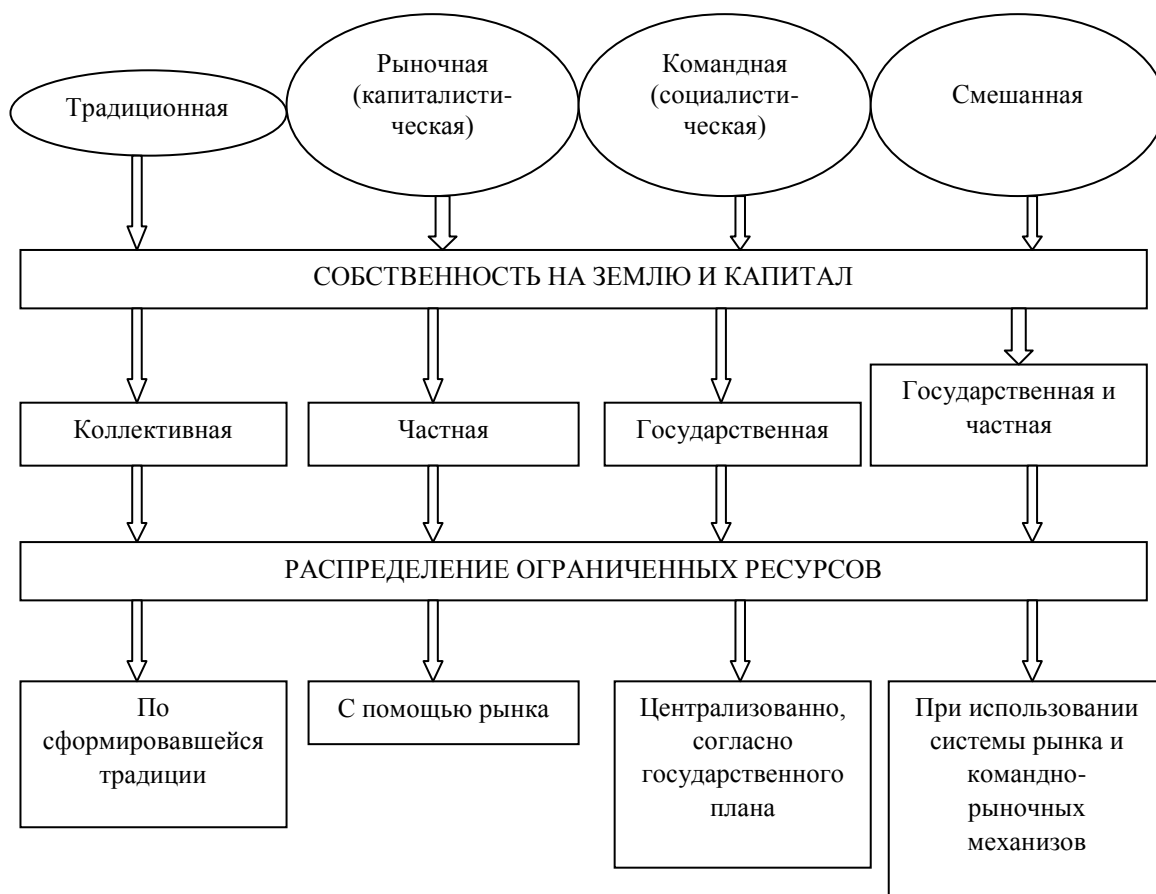 Традиционная
Рыночная
(капиталисти-
ческая)
Командная
(социалисти-
ческая)
Смешанная
СОБСТВЕННОСТЬ НА ЗЕМЛЮ И КАПИТАЛ
Коллективная
Частная
Государственная
Государственная и
частная
РАСПРЕДЕЛЕНИЕ ОГРАНИЧЕННЫХ РЕСУРСОВ
По
сформировавшейся
традиции
С помощью рынка
Централизованно,
согласно
государственного
плана
При использовании
системы рынка и
командно-
рыночных
механизов